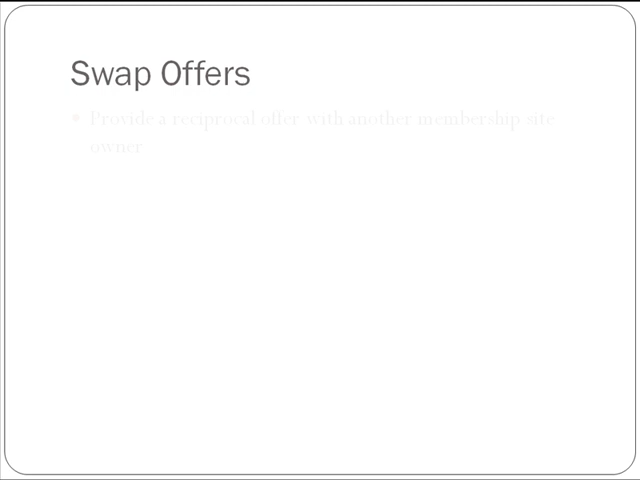 Swap Offers
• Provide a reciprocal offer with another membership site
owner